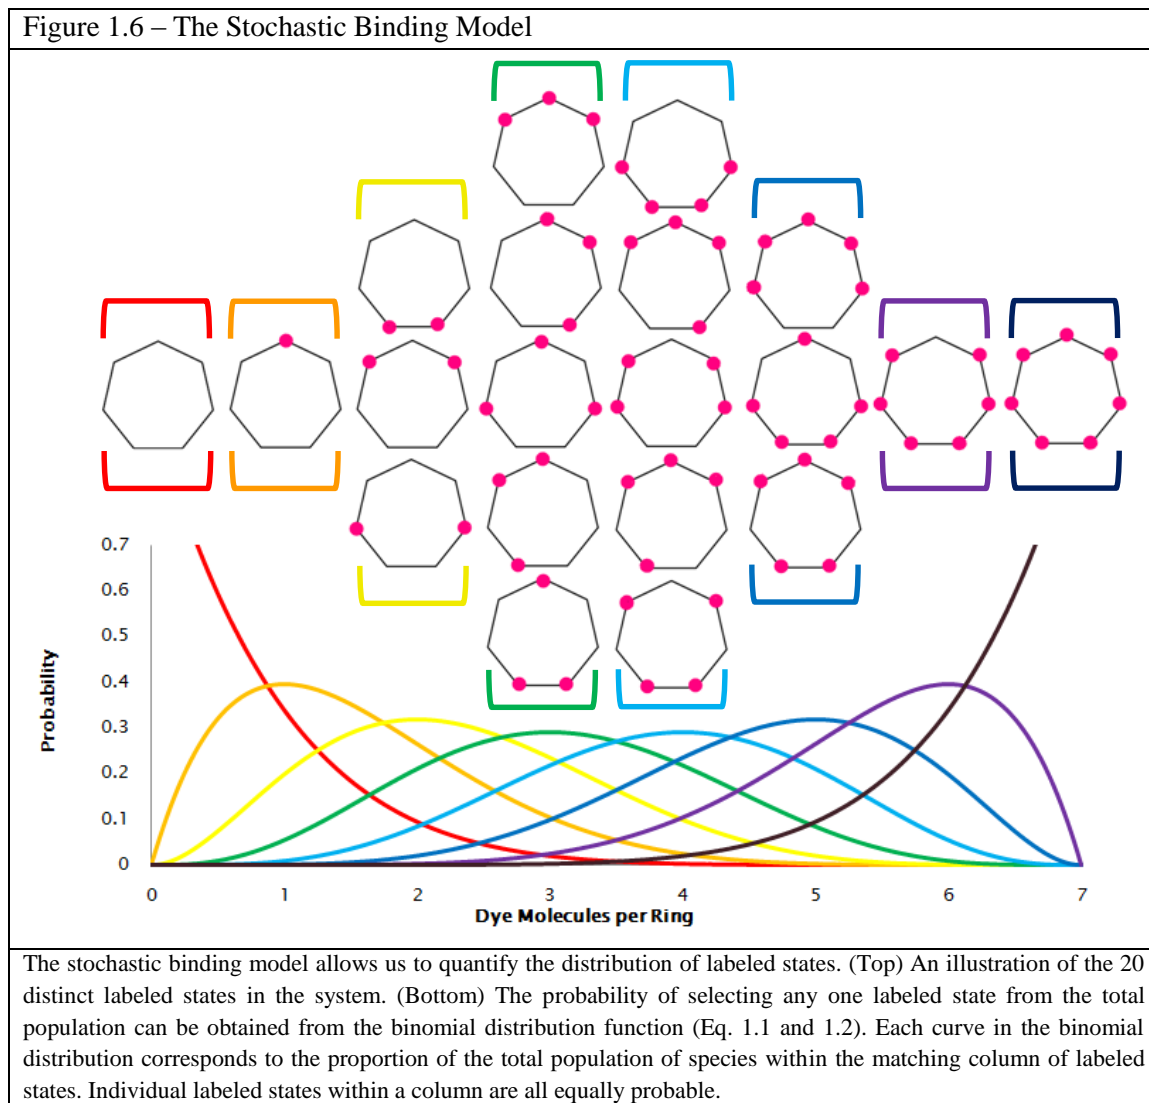 Figure 1.6 – The Stochastic Binding Model
0.7
0.6
0.5
0.4
0.3
0.2
0.1
0
Probability
0 1 2 3 4 5 6 7
Dye Molecules per Ring
The stochastic binding model allows us to quantify the distribution of labeled states. (Top) An illustration of the 20
distinct labeled states in the system. (Bottom) The probability of selecting any one labeled state from the total
population can be obtained from the binomial distribution function (Eq. 1.1 and 1.2). Each curve in the binomial
distribution corresponds to the proportion of the total population of species within the matching column of labeled
states. Individual labeled states within a column are all equally probable.